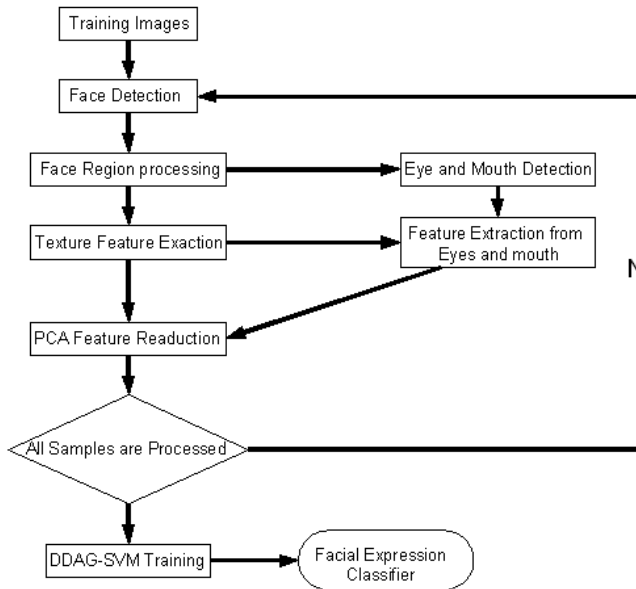 Training Images
Face Detection
Face Region processing
Eye and Mouth Detection
Texture Feature Exaction
Feature Extraction from
Eyes and mouth
N
PCA Feature Readuction
All Samples are Processed
DDAG-SVM Training
Facial Expression
Classifier